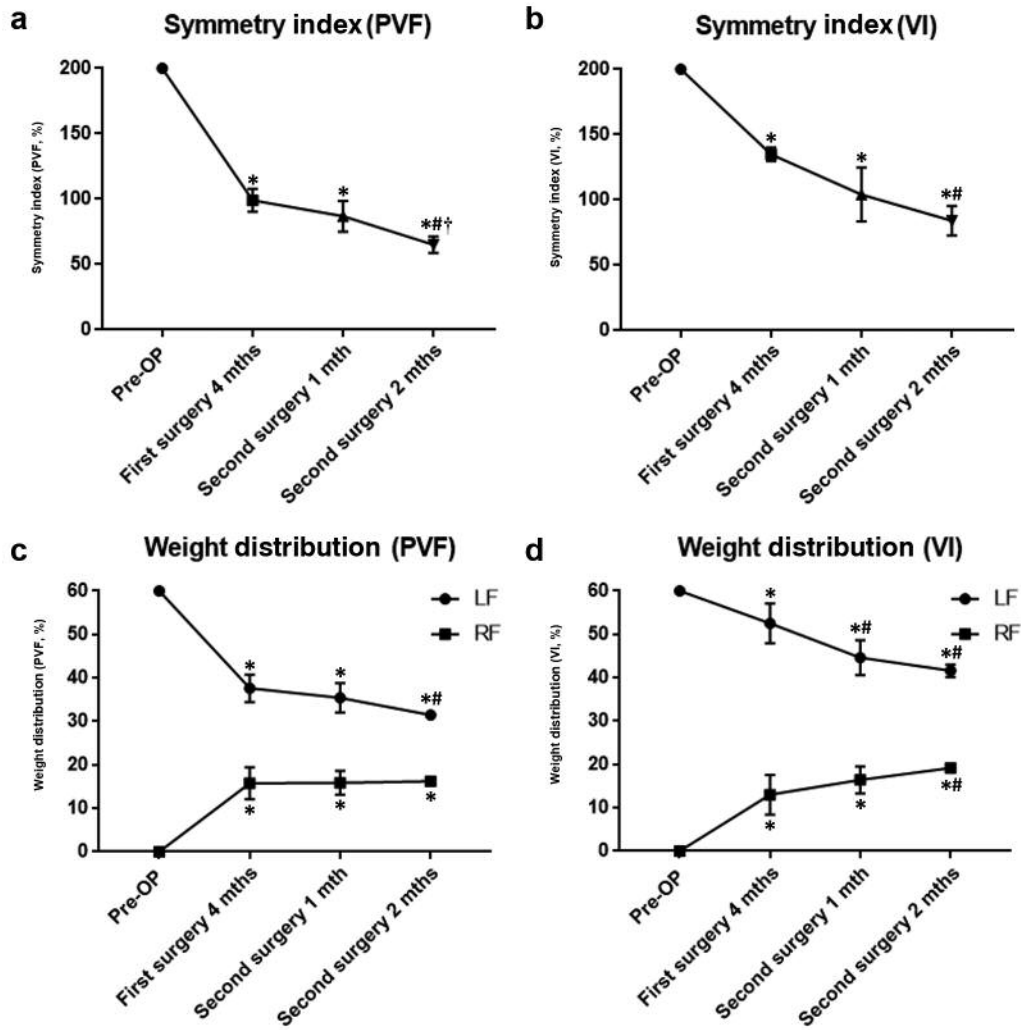 a
Symmetry index (PVF)
Symmetry index (PVF, %)
200
150
100
50
0
*
*
*#†
Pre-OP
First surgery 4 mths
Second surgery 1 mth
Second surgery 2 mths
b
Symmetry index (VI)
Symmetry index (VI, %)
200
150
100
50
0
*
*
*#
Pre-OP
First surgery 4 mths
Second surgery 1 mth
Second surgery 2 mths
c
Weight distribution (PVF)
Weight distribution (PVF, %)
60
50
40
30
20
10
0
LF
RF
*
*
*#
*
*
*
Pre-OP
First surgery 4 mths
Second surgery 1 mth
Second surgery 2 mths
d
Weight distribution (VI)
Weight distribution (VI, %)
60
50
40
30
20
10
0
LF
RF
*
*#
*#
*
*
*#
Pre-OP
First surgery 4 mths
Second surgery 1 mth
Second surgery 2 mths